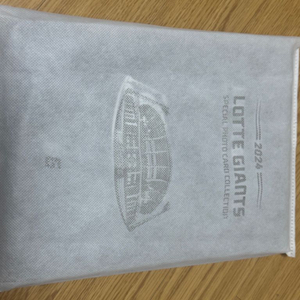 2024
LOTTE GIANTS
SPECIAL PHOTO CARD COLLECTION